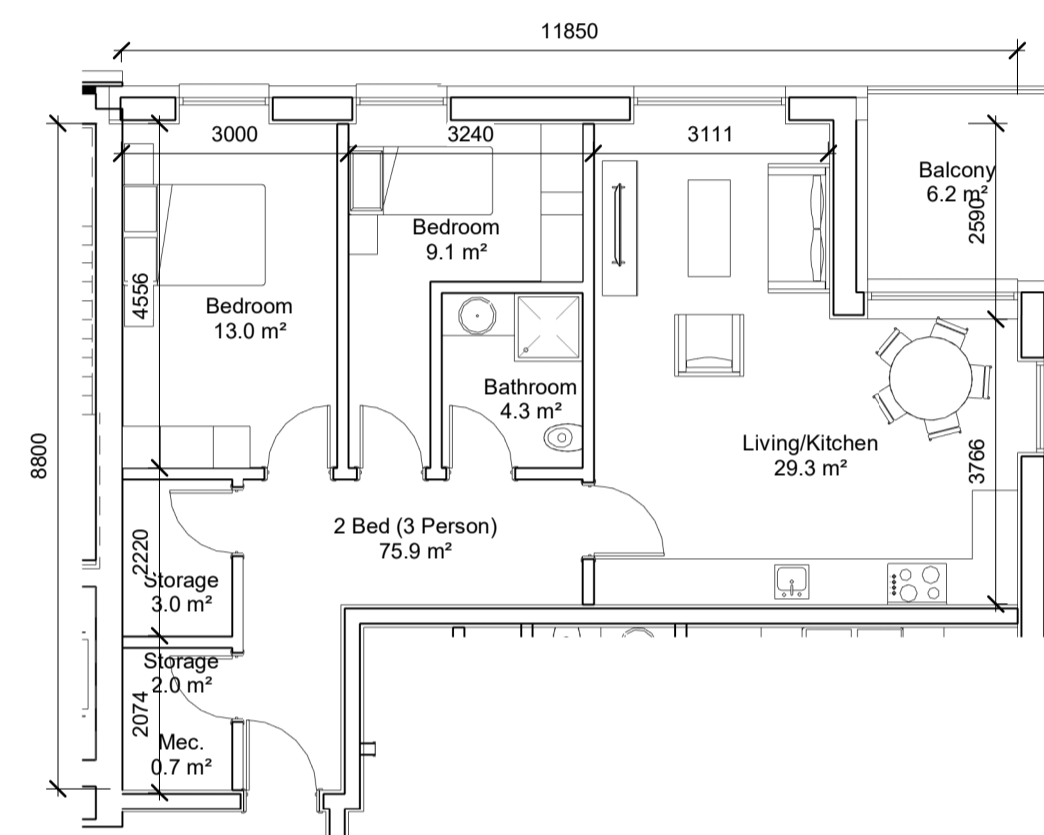 11850
3000
3240
3111
Balcony
6.2 m²
2590
Bedroom
9.1 m²
4556
Bedroom
13.0 m²
Bathroom
4.3 m²
8800
Living/Kitchen
29.3 m²
3766
2 Bed (3 Person)
75.9 m²
2220
Storage
3.0 m²
Storage
2.0 m²
2074
Mec.
0.7 m²